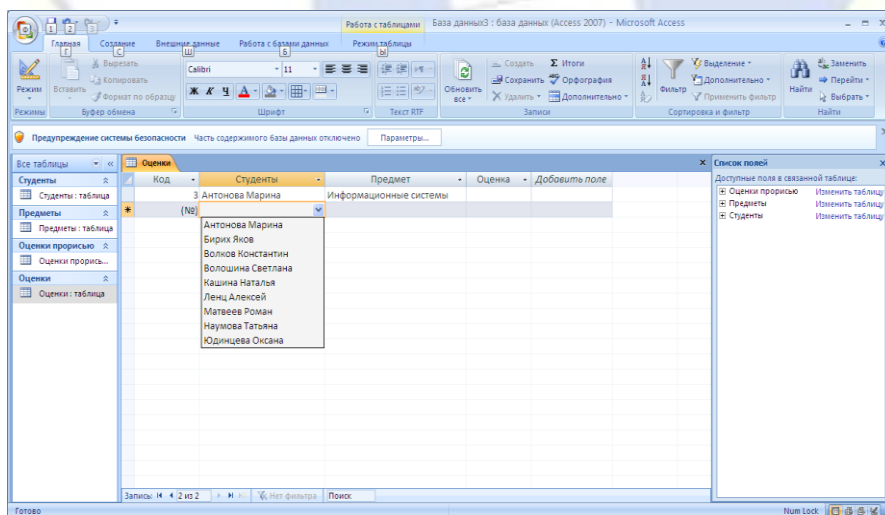 1 2 3
Работа с таблицами База данных3 : база данных (Access 2007) - Microsoft Access
Главная Создание Внешние данные Работа с базами данных Режим таблицы
Г С Ш Б Ы
Режим
Вставить
Вырезать
Копировать
Формат по образцу
Calibri 11
Ж К Ч
Обновить все
Создать
Сохранить
Удалить
Итоги
Орфография
Дополнительно
Фильтр
Выделение
Дополнительно
Применить фильтр
Найти
Заменить
Перейти
Выбрать
Режимы Буфер обмена Шрифт Текст RTF Записи Сортировка и фильтр Найти
Предупреждение системы безопасности Часть содержимого базы данных отключено Параметры...
Все таблицы
Студенты
Студенты : таблица
Предметы
Предметы : таблица
Оценки прорисью
Оценки прорись...
Оценки
Оценки : таблица
Оценки
Код Студенты Предмет Оценка Добавить поле
3 Антонова Марина Информационные системы
* (№)
Антонова Марина
Бирих Яков
Волков Константин
Волошина Светлана
Кашина Наталья
Ленц Алексей
Матвеев Роман
Наумова Татьяна
Юдинцева Оксана
Список полей
Доступные поля в связанной таблице:
Оценки прорисью Изменить таблицу
Предметы Изменить таблицу
Студенты Изменить таблицу
Запись: 2 из 2 Нет фильтра Поиск
Готово Num Lock